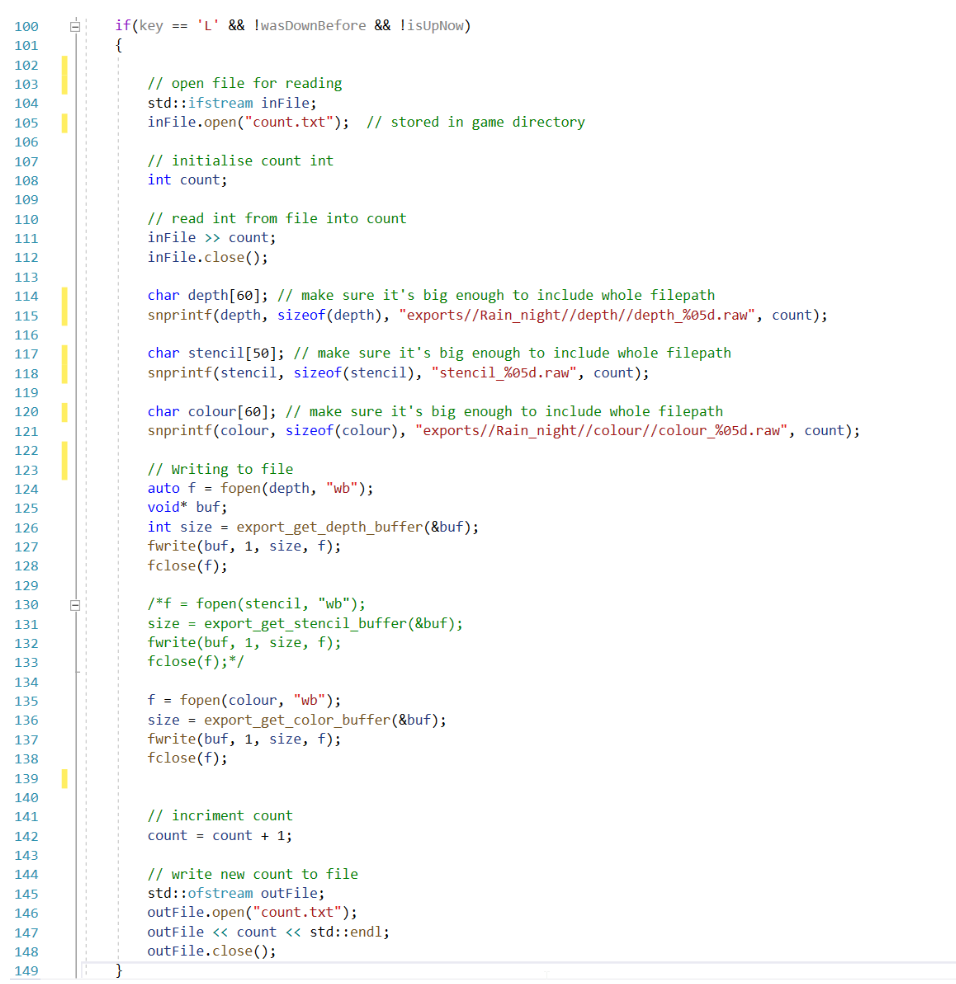 100 if(key == 'L' && !wasDownBefore && !isUpNow)
101 {
102
103 // open file for reading
104 std::ifstream inFile;
105 inFile.open("count.txt");  // stored in game directory
106
107 // initialise count int
108 int count;
109
110 // read int from file into count
111 inFile >> count;
112 inFile.close();
113
114 char depth[60]; // make sure it's big enough to include whole filepath
115 snprintf(depth, sizeof(depth), "exports//Rain_night//depth//depth_%05d.raw", count);
116
117 char stencil[50]; // make sure it's big enough to include whole filepath
118 snprintf(stencil, sizeof(stencil), "stencil_%05d.raw", count);
119
120 char colour[60]; // make sure it's big enough to include whole filepath
121 snprintf(colour, sizeof(colour), "exports//Rain_night//colour//colour_%05d.raw", count);
122
123 // Writing to file
124 auto f = fopen(depth, "wb");
125 void* buf;
126 int size = export_get_depth_buffer(&buf);
127 fwrite(buf, 1, size, f);
128 fclose(f);
129
130 /*f = fopen(stencil, "wb");
131 size = export_get_stencil_buffer(&buf);
132 fwrite(buf, 1, size, f);
133 fclose(f);*/
134
135 f = fopen(colour, "wb");
136 size = export_get_color_buffer(&buf);
137 fwrite(buf, 1, size, f);
138 fclose(f);
139
140
141 // incriment count
142 count = count + 1;
143
144 // write new count to file
145 std::ofstream outFile;
146 outFile.open("count.txt");
147 outFile << count << std::endl;
148 outFile.close();
149 }